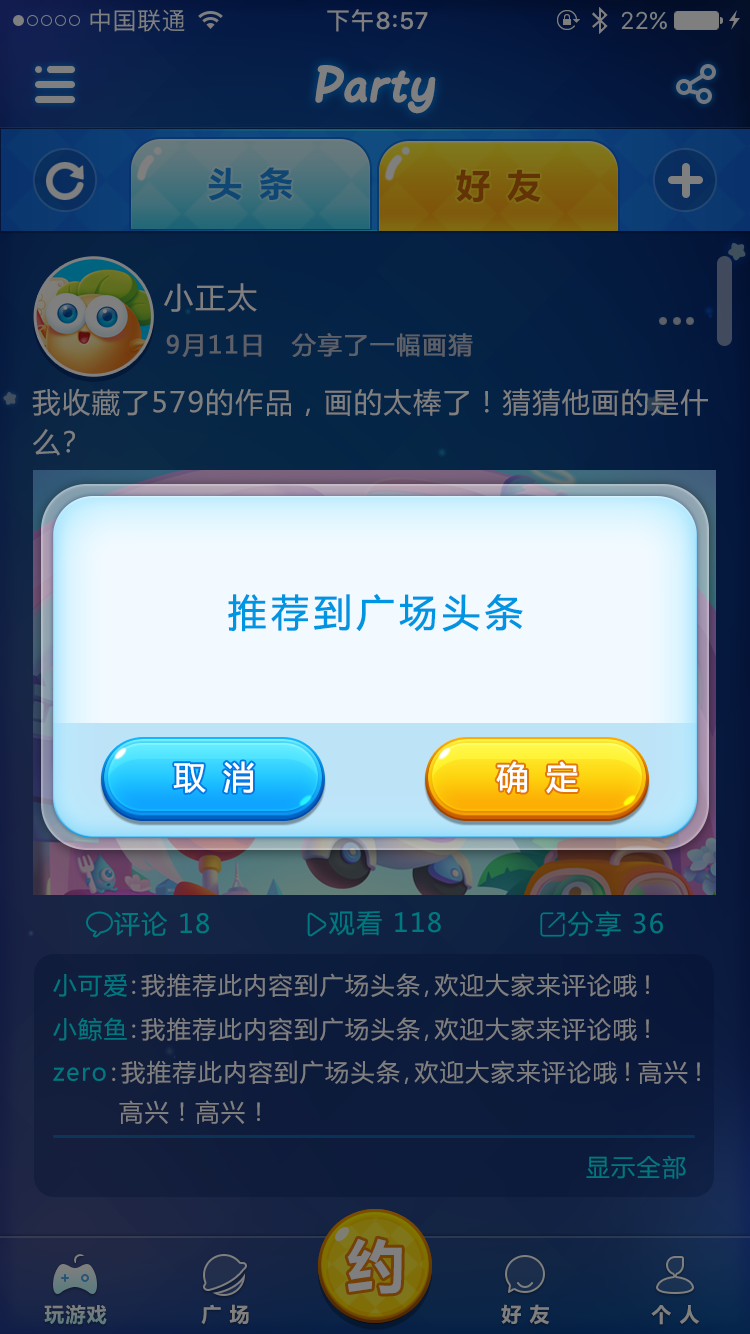 中国联通 下午8:57 22%
Party
头条 好友
小正太
9月11日 分享了一幅画猜
我收藏了579的作品，画的太棒了！猜猜他画的是什
么?
推荐到广场头条
取消 确定
评论 18 观看 118 分享 36
小可爱:我推荐此内容到广场头条,欢迎大家来评论哦！
小鲸鱼:我推荐此内容到广场头条,欢迎大家来评论哦！
zero:我推荐此内容到广场头条,欢迎大家来评论哦！高兴！
高兴！高兴！
显示全部
玩游戏 广场 约 好友 个人